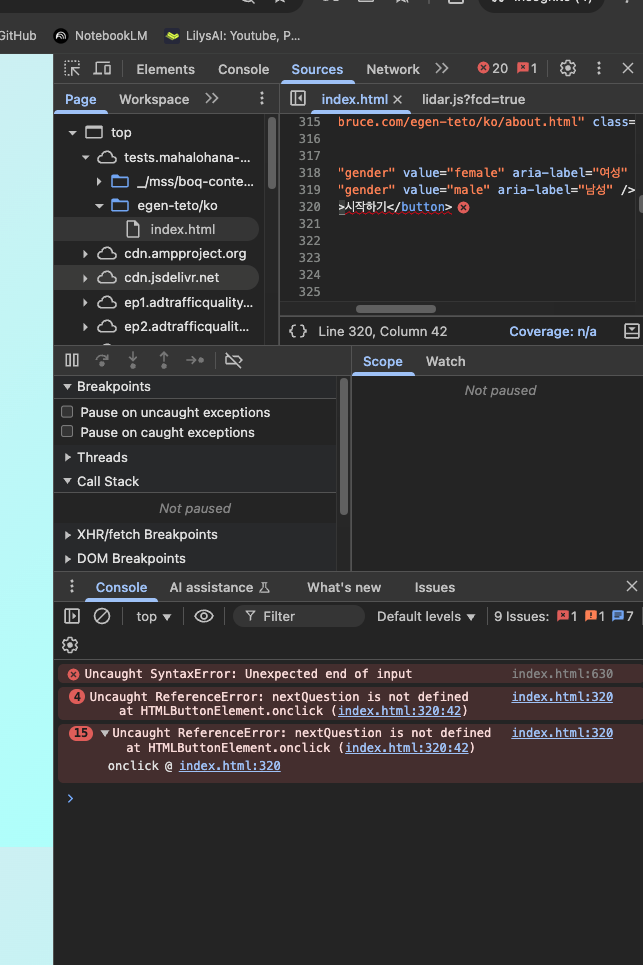 Incognito (4)
GitHub NotebookLM LilysAI: Youtube, P...
Elements Console Sources Network 20 1
Page Workspace
index.html lidar.js?fcd=true
top
tests.mahalohana-...
_/mss/boq-conte...
egen-teto/ko
index.html
cdn.ampproject.org
cdn.jsdelivr.net
ep1.adtrafficquality...
ep2.adtrafficqualit...
315 bruce.com/egen-teto/ko/about.html" class=
316
317
318 "gender" value="female" aria-label="여성"
319 "gender" value="male" aria-label="남성" />
320 >시작하기</button>
321
322
323
324
325
{ } Line 320, Column 42 Coverage: n/a
Breakpoints
Pause on uncaught exceptions
Pause on caught exceptions
Threads
Call Stack
Not paused
XHR/fetch Breakpoints
DOM Breakpoints
Scope Watch
Not paused
Console AI assistance What's new Issues
top Filter Default levels 9 Issues: 1 1 7
Uncaught SyntaxError: Unexpected end of input index.html:630
4 Uncaught ReferenceError: nextQuestion is not defined index.html:320
at HTMLButtonElement.onclick (index.html:320:42)
15 Uncaught ReferenceError: nextQuestion is not defined index.html:320
at HTMLButtonElement.onclick (index.html:320:42)
onclick @ index.html:320